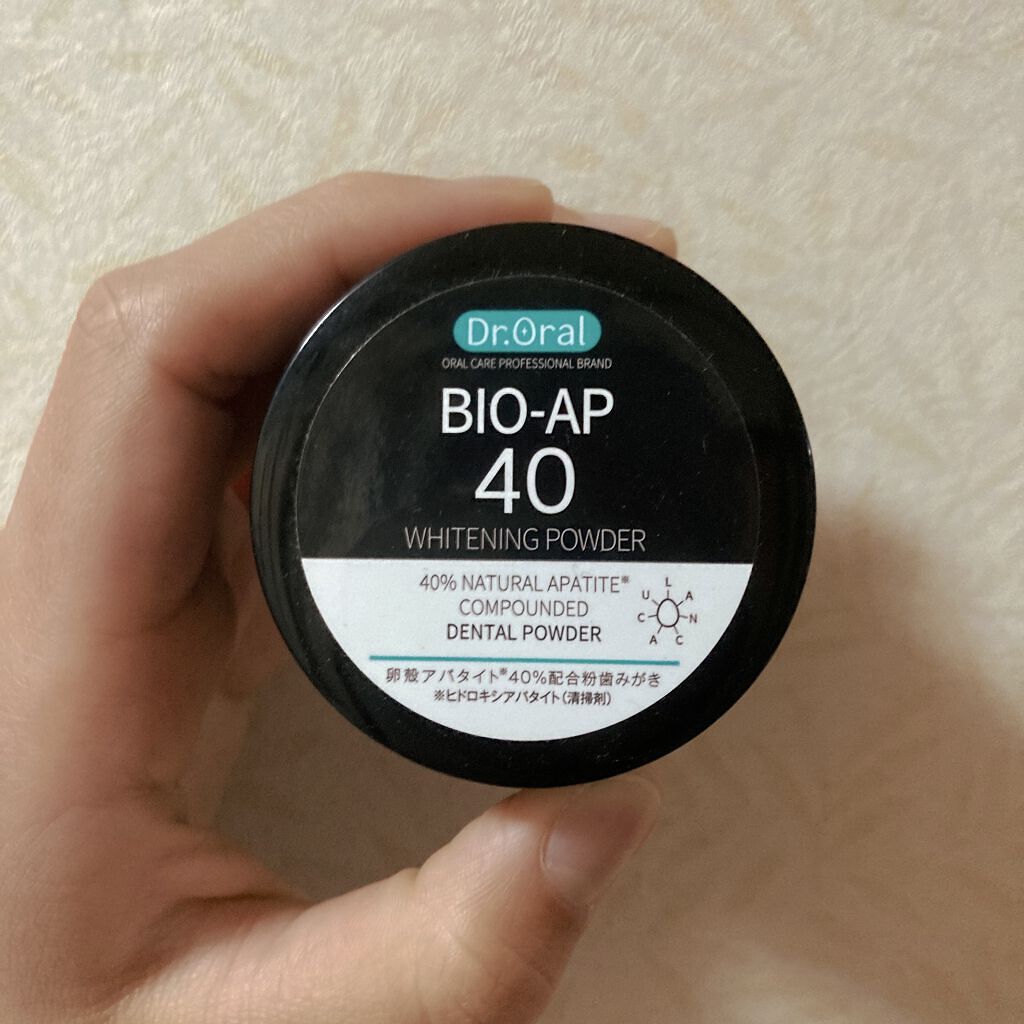 Dr.Oral
ORAL CARE PROFESSIONAL BRAND
BIO-AP
40
WHITENING POWDER
40% NATURAL APATITE※
COMPOUNDED
DENTAL POWDER
CULANCA
卵殻アパタイト※40%配合粉歯みがき
※ヒドロキシアパタイト(清掃剤)